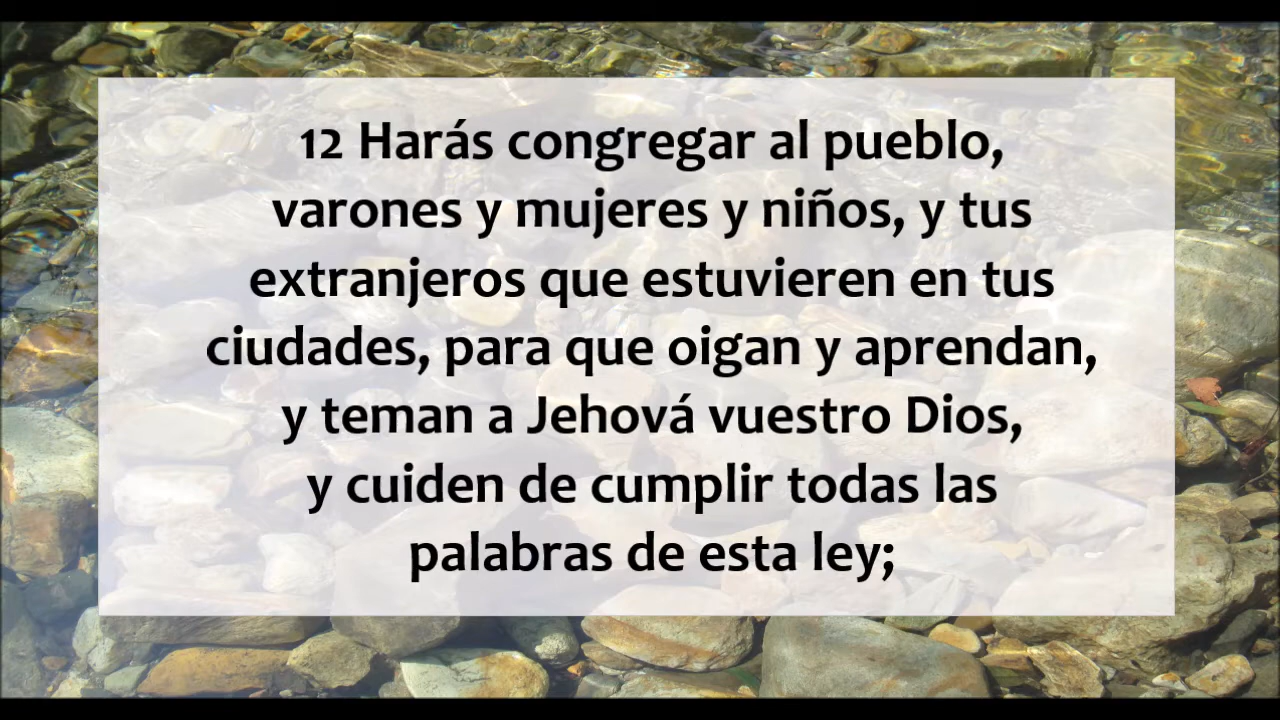 12 Harás congregar al pueblo,
varones y mujeres y niños, y tus
extranjeros que estuvieren en tus
ciudades, para que oigan y aprendan,
y teman a Jehová vuestro Dios,
y cuiden de cumplir todas las
palabras de esta ley;